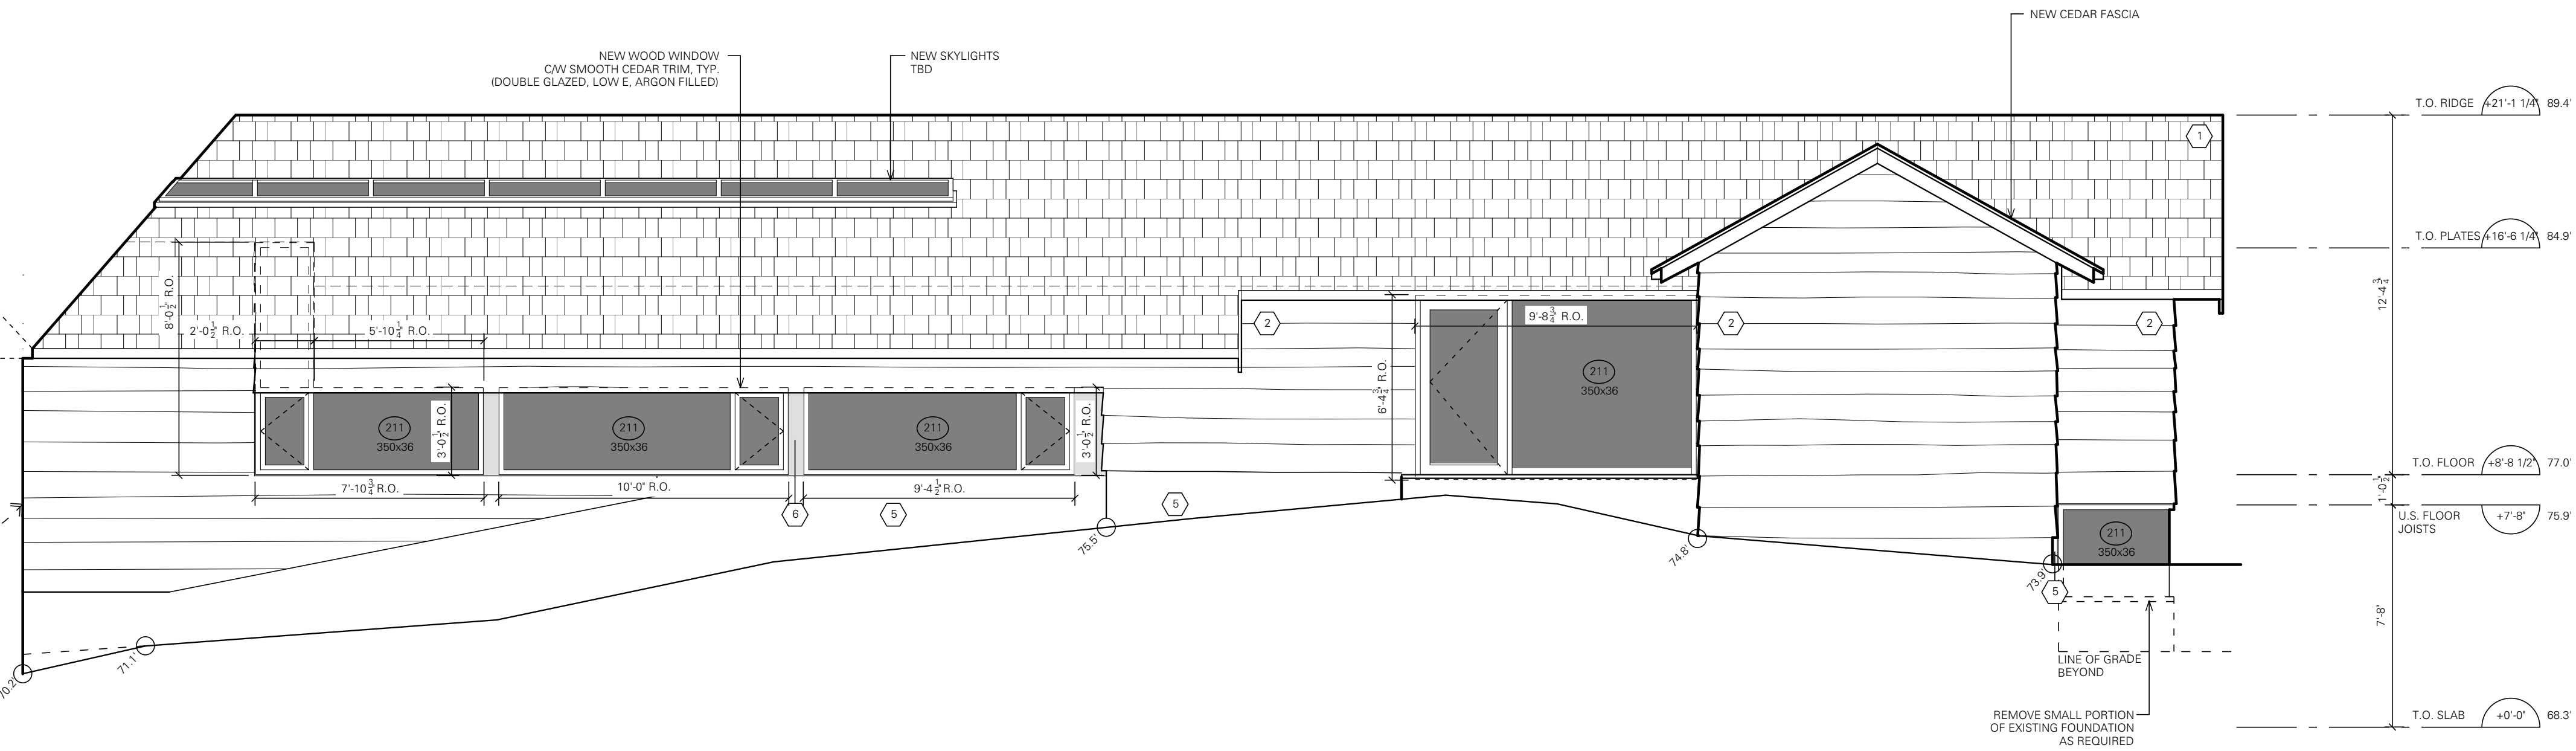 NEW CEDAR FASCIA
NEW WOOD WINDOW
C/W SMOOTH CEDAR TRIM, TYP.
(DOUBLE GLAZED, LOW E, ARGON FILLED)
NEW SKYLIGHTS
TBD
T.O. RIDGE +21'-1 1/4" 89.4'
1
T.O. PLATES +16'-6 1/4" 84.9'
8'-0 1/2" R.O.
2'-0 1/2" R.O.
5'-10 1/4" R.O.
2
9'-8 3/4" R.O.
2
2
12'-4 3/4"
6'-4 3/4" R.O.
211
350x36
211
350x36
3'-0 1/2" R.O.
211
350x36
211
350x36
3'-0 1/2" R.O.
T.O. FLOOR +8'-8 1/2" 77.0'
7'-10 3/4" R.O.
10'-0" R.O.
9'-4 1/2" R.O.
1'-0 1/2"
6
5
5
U.S. FLOOR
JOISTS
+7'-8" 75.9'
75.5'
74.8'
211
350x36
73.9'
5
7'-8"
71.1'
70.2'
LINE OF GRADE
BEYOND
REMOVE SMALL PORTION
OF EXISTING FOUNDATION
AS REQUIRED
T.O. SLAB +0'-0" 68.3'